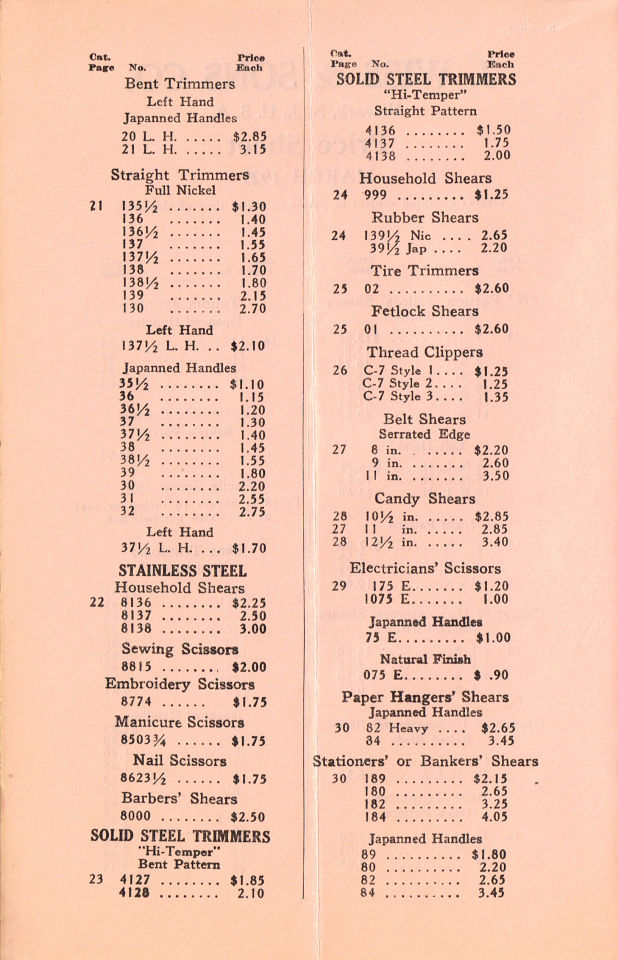 Cat. Price
Page No. Each
Bent Trimmers
Left Hand
Japanned Handles
20 L. H. ..... $2.85
21 L. H. ..... 3.15
Straight Trimmers
Full Nickel
21 135½ ....... $1.30
136 ....... 1.40
136½ ....... 1.45
137 ....... 1.55
137½ ....... 1.65
138 ....... 1.70
138½ ....... 1.80
139 ....... 2.15
130 ....... 2.70
Left Hand
137½ L. H. .. $2.10
Japanned Handles
35½ ........ $1.10
36 ........ 1.15
36½ ........ 1.20
37 ........ 1.30
37½ ........ 1.40
38 ........ 1.45
38½ ........ 1.55
39 ........ 1.80
30 ........ 2.20
31 ........ 2.55
32 ........ 2.75
Left Hand
37½ L. H. ... $1.70
STAINLESS STEEL
Household Shears
22 8136 ........ $2.25
8137 ........ 2.50
8138 ........ 3.00
Sewing Scissors
8815 ........ $2.00
Embroidery Scissors
8774 ...... $1.75
Manicure Scissors
8503¾ ...... $1.75
Nail Scissors
8623½ ...... $1.75
Barbers' Shears
8000 ........ $2.50
SOLID STEEL TRIMMERS
"Hi-Temper"
Bent Pattern
23 4127 ........ $1.85
4128 ........ 2.10
Cat. Price
Page No. Each
SOLID STEEL TRIMMERS
"Hi-Temper"
Straight Pattern
4136 ........ $1.50
4137 ........ 1.75
4138 ........ 2.00
Household Shears
24 999 ......... $1.25
Rubber Shears
24 139½ Nic .... 2.65
39½ Jap .... 2.20
Tire Trimmers
25 02 .......... $2.60
Fetlock Shears
25 01 .......... $2.60
Thread Clippers
26 C-7 Style 1.... $1.25
C-7 Style 2.... 1.25
C-7 Style 3.... 1.35
Belt Shears
Serrated Edge
27 8 in. ....... $2.20
9 in. ....... 2.60
11 in. ....... 3.50
Candy Shears
28 10½ in. ..... $2.85
27 11 in. ..... 2.85
28 12½ in. ..... 3.40
Electricians' Scissors
29 175 E....... $1.20
1075 E....... 1.00
Japanned Handles
75 E......... $1.00
Natural Finish
075 E........ $ .90
Paper Hangers' Shears
Japanned Handles
30 82 Heavy .... $2.65
84 .......... 3.45
Stationers' or Bankers' Shears
30 189 ......... $2.15
180 ......... 2.65
182 ......... 3.25
184 ......... 4.05
Japanned Handles
89 .......... $1.80
80 .......... 2.20
82 .......... 2.65
84 .......... 3.45